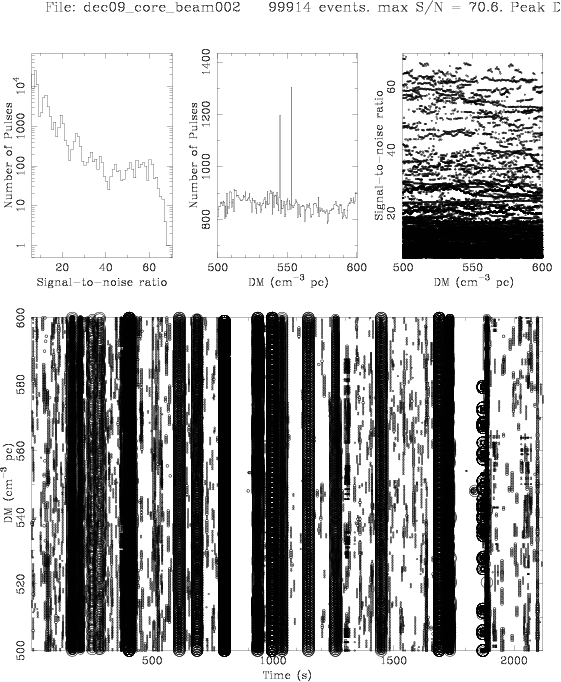 File: dec09_core_beam002 99914 events. max S/N = 70.6. Peak D
Number of Pulses
10⁴
1000
100
10
1
20 40 60
Signal-to-noise ratio
Number of Pulses
1400
1200
1000
800
500 550 600
DM (cm⁻³ pc)
Signal-to-noise ratio
60
40
20
500 550 600
DM (cm⁻³ pc)
DM (cm⁻³ pc)
600
580
560
540
520
500
500 1000 1500 2000
Time (s)